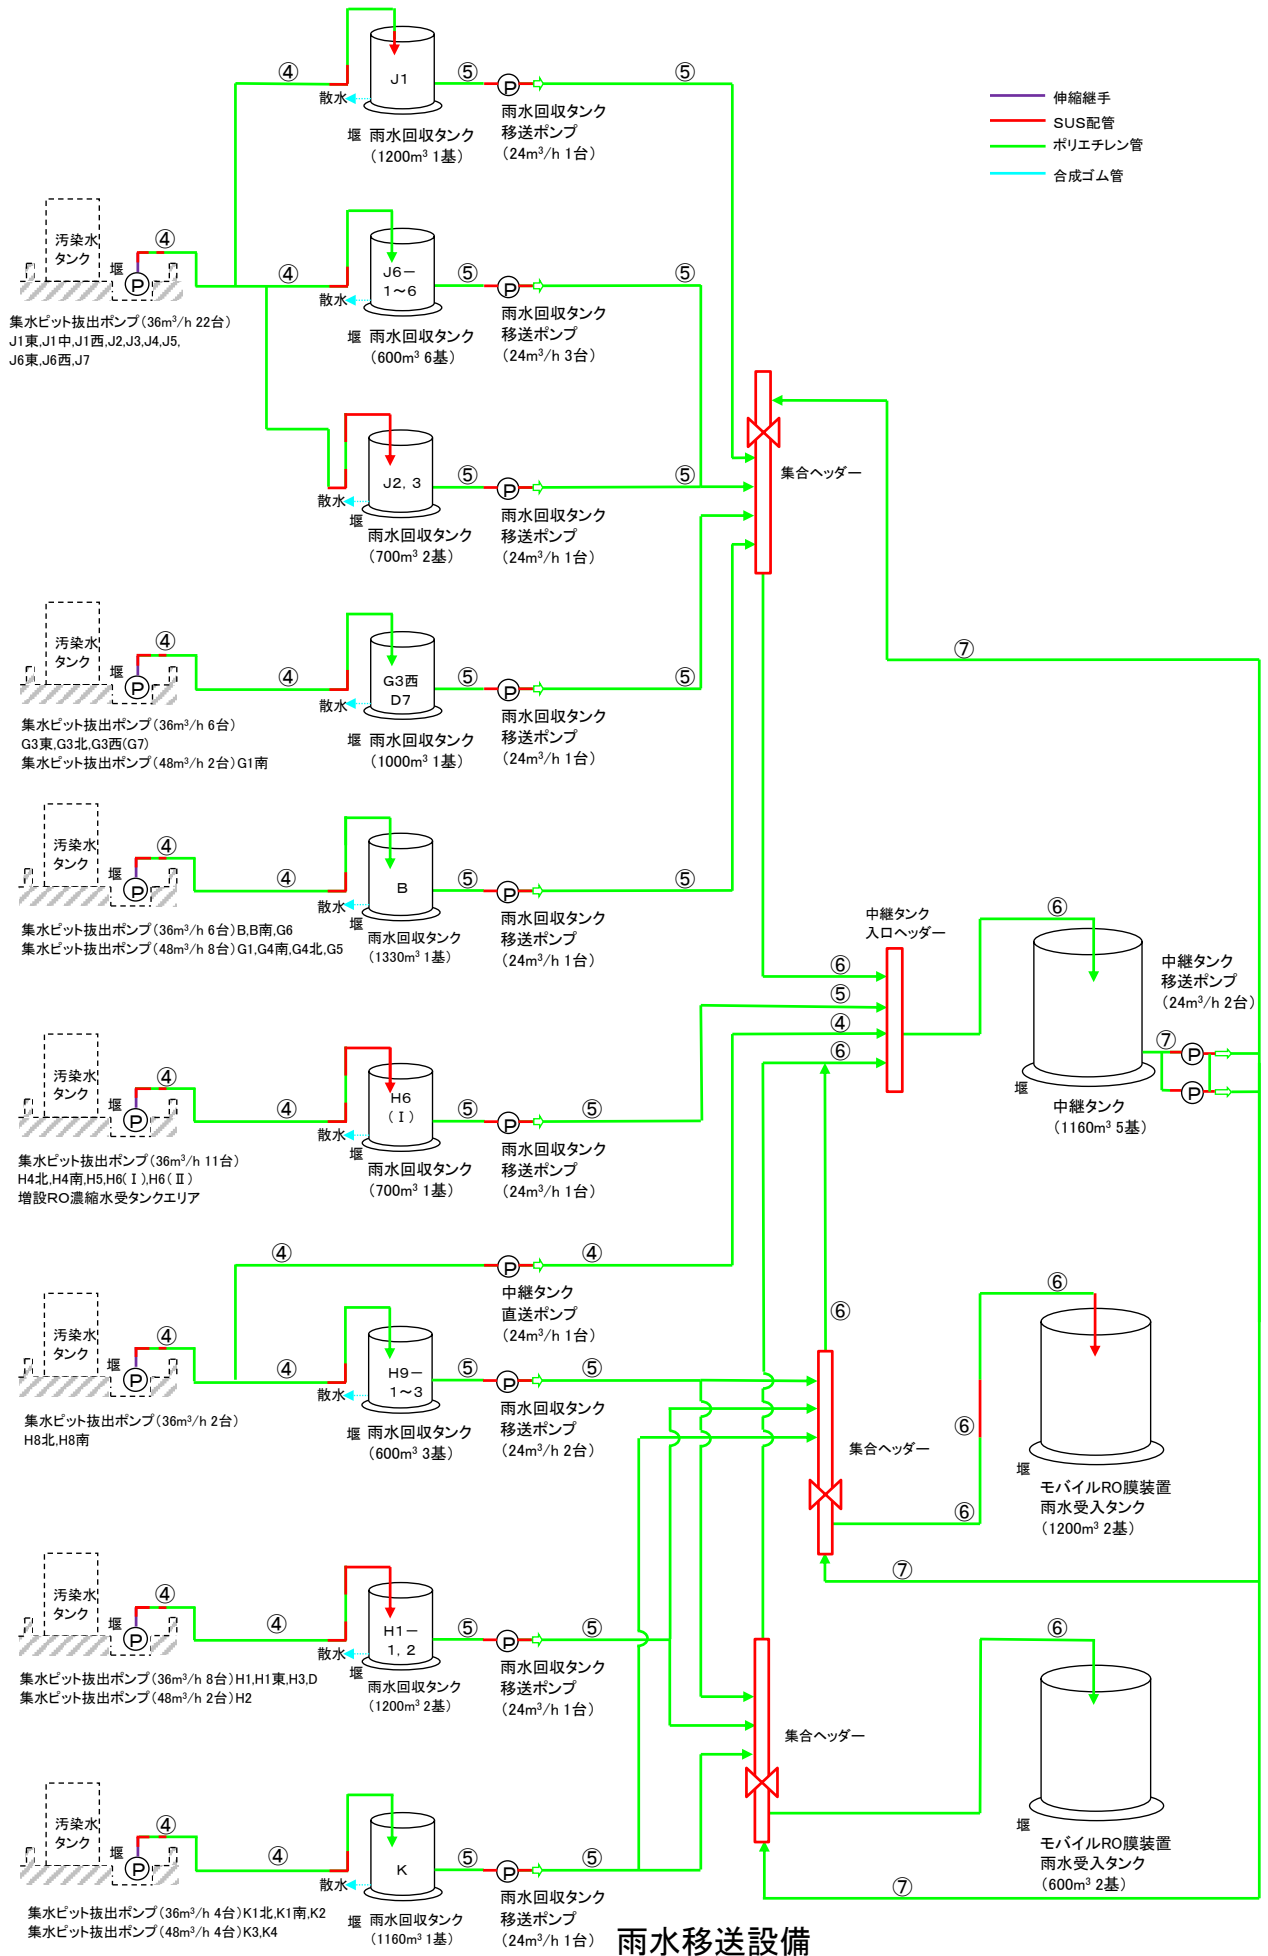 ④
J1
⑤
P
⑤
散水
堰 雨水回収タンク
(1200m³ 1基)
雨水回収タンク
移送ポンプ
(24m³/h 1台)
伸縮継手
SUS配管
ポリエチレン管
合成ゴム管
汚染水
タンク
堰
P
④
集水ピット抜出ポンプ(36m³/h 22台)
J1東,J1中,J1西,J2,J3,J4,J5,
J6東,J6西,J7
④
J6－
1～6
⑤
P
⑤
散水
堰 雨水回収タンク
(600m³ 6基)
雨水回収タンク
移送ポンプ
(24m³/h 3台)
J2, 3
⑤
P
⑤
散水
堰
雨水回収タンク
(700m³ 2基)
雨水回収タンク
移送ポンプ
(24m³/h 1台)
集合ヘッダー
汚染水
タンク
堰
P
④
④
G3西
D7
⑤
P
⑤
⑦
散水
堰 雨水回収タンク
(1000m³ 1基)
雨水回収タンク
移送ポンプ
(24m³/h 1台)
集水ピット抜出ポンプ(36m³/h 6台)
G3東,G3北,G3西(G7)
集水ピット抜出ポンプ(48m³/h 2台)G1南
汚染水
タンク
堰
P
④
④
B
⑤
P
⑤
散水
堰
雨水回収タンク
(1330m³ 1基)
雨水回収タンク
移送ポンプ
(24m³/h 1台)
集水ピット抜出ポンプ(36m³/h 6台)B,B南,G6
集水ピット抜出ポンプ(48m³/h 8台)G1,G4南,G4北,G5
中継タンク
入口ヘッダー
⑥
⑤
④
⑥
⑥
堰
中継タンク
(1160m³ 5基)
中継タンク
移送ポンプ
(24m³/h 2台)
⑦
P
P
汚染水
タンク
堰
P
④
④
H6
(Ⅰ)
⑤
P
⑤
散水
堰
雨水回収タンク
(700m³ 1基)
雨水回収タンク
移送ポンプ
(24m³/h 1台)
集水ピット抜出ポンプ(36m³/h 11台)
H4北,H4南,H5,H6(Ⅰ),H6(Ⅱ)
増設RO濃縮水受タンクエリア
④
P
④
中継タンク
直送ポンプ
(24m³/h 1台)
汚染水
タンク
堰
P
④
④
H9－
1～3
⑤
P
⑤
散水
堰 雨水回収タンク
(600m³ 3基)
雨水回収タンク
移送ポンプ
(24m³/h 2台)
集水ピット抜出ポンプ(36m³/h 2台)
H8北,H8南
⑥
集合ヘッダー
⑥
⑥
⑥
堰
モバイルRO膜装置
雨水受入タンク
(1200m³ 2基)
⑦
汚染水
タンク
堰
P
④
④
H1－
1, 2
⑤
P
⑤
散水
堰
雨水回収タンク
(1200m³ 2基)
雨水回収タンク
移送ポンプ
(24m³/h 1台)
集水ピット抜出ポンプ(36m³/h 8台)H1,H1東,H3,D
集水ピット抜出ポンプ(48m³/h 2台)H2
集合ヘッダー
⑥
堰
モバイルRO膜装置
雨水受入タンク
(600m³ 2基)
⑦
汚染水
タンク
堰
P
④
④
K
⑤
P
⑤
散水
堰 雨水回収タンク
(1160m³ 1基)
雨水回収タンク
移送ポンプ
(24m³/h 1台)
集水ピット抜出ポンプ(36m³/h 4台)K1北,K1南,K2
集水ピット抜出ポンプ(48m³/h 4台)K3,K4
雨水移送設備